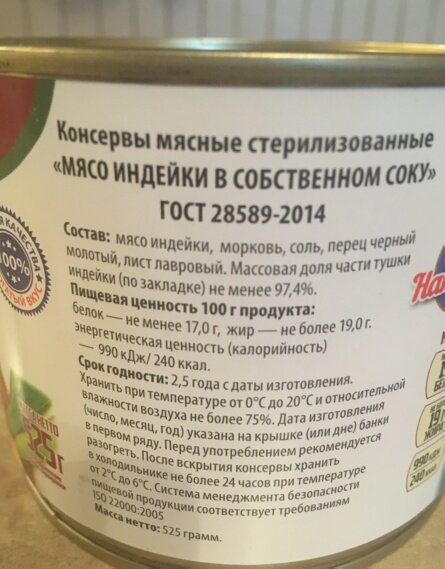 Консервы мясные стерилизованные
«МЯСО ИНДЕЙКИ В СОБСТВЕННОМ СОКУ»
ГОСТ 28589-2014
Состав: мясо индейки, морковь, соль, перец черный
молотый, лист лавровый. Массовая доля части тушки
индейки (по закладке) не менее 97,4%.
Пищевая ценность 100 г продукта:
белок — не менее 17,0 г, жир — не более 19,0 г.
энергетическая ценность (калорийность)
— 990 кДж/ 240 ккал.
Срок годности: 2,5 года с даты изготовления.
Хранить при температуре от 0°С до 20°С и относительной
влажности воздуха не более 75%. Дата изготовления
(число, месяц, год) указана на крышке (или дне) банки
в первом ряду. Перед употреблением рекомендуется
разогреть. После вскрытия консервы хранить
в холодильнике не более 24 часов при температуре
от 2°С до 6°С. Система менеджмента безопасности
пищевой продукции соответствует требованиям
ISO 22000:2005
Масса нетто: 525 грамм.
КАЧЕСТВА
100%
ВКУС
НЕТТО
525г
На
990 кДж
240 ккал